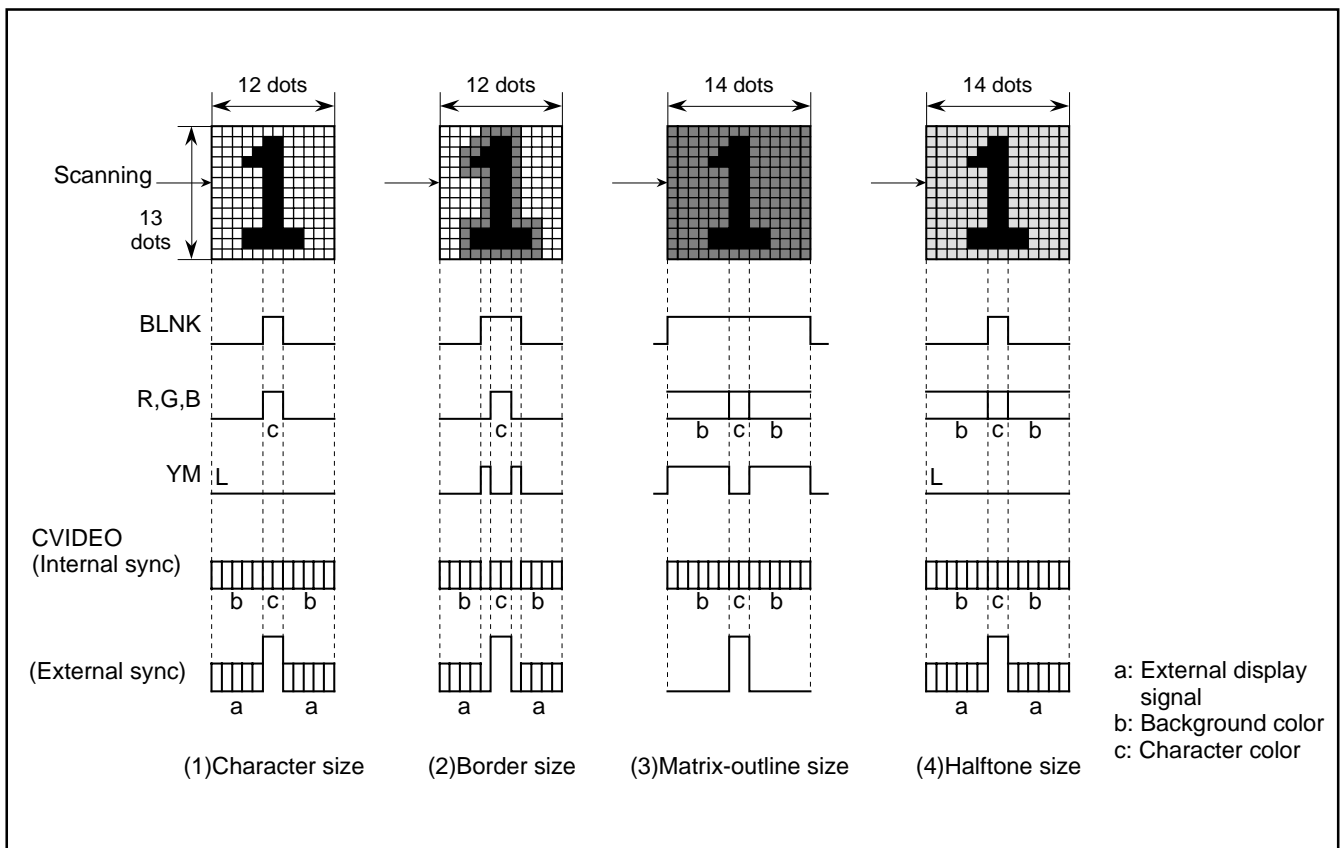 12 dots
12 dots
14 dots
14 dots
Scanning
13
dots
BLNK
R,G,B
c
c
b c b
b c b
YM
L
L
CVIDEO
(Internal sync)
b c b
b c b
b c b
b c b
(External sync)
a a
a a
a a
a: External display
signal
b: Background color
c: Character color
(1)Character size
(2)Border size
(3)Matrix-outline size
(4)Halftone size